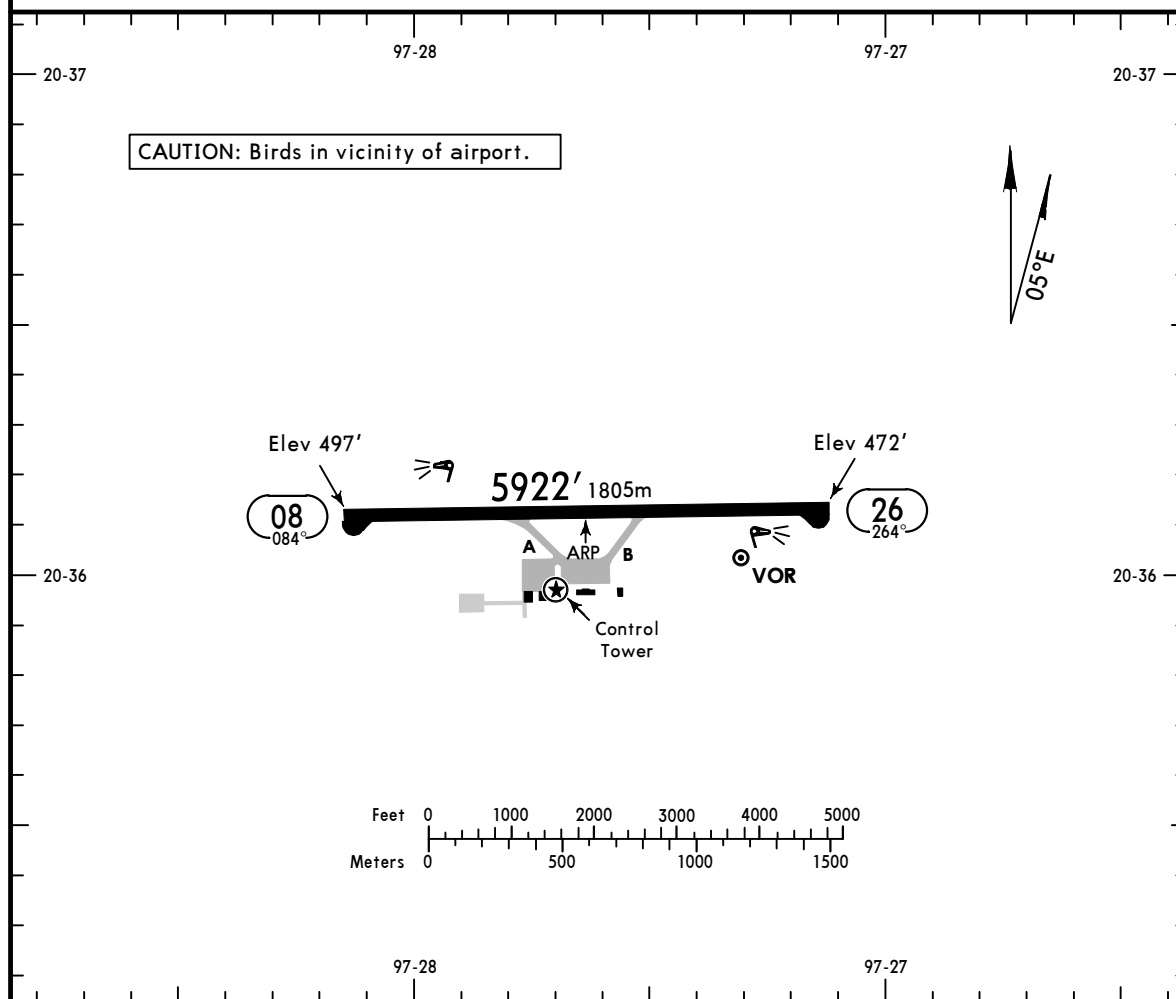 97-28
97-27
20-37
20-37
CAUTION: Birds in vicinity of airport.
05°E
Elev 497'
Elev 472'
5922' 1805m
08
084°
26
264°
A
ARP
B
VOR
20-36
20-36
Control
Tower
Feet 0 1000 2000 3000 4000 5000
Meters 0 500 1000 1500
97-28
97-27